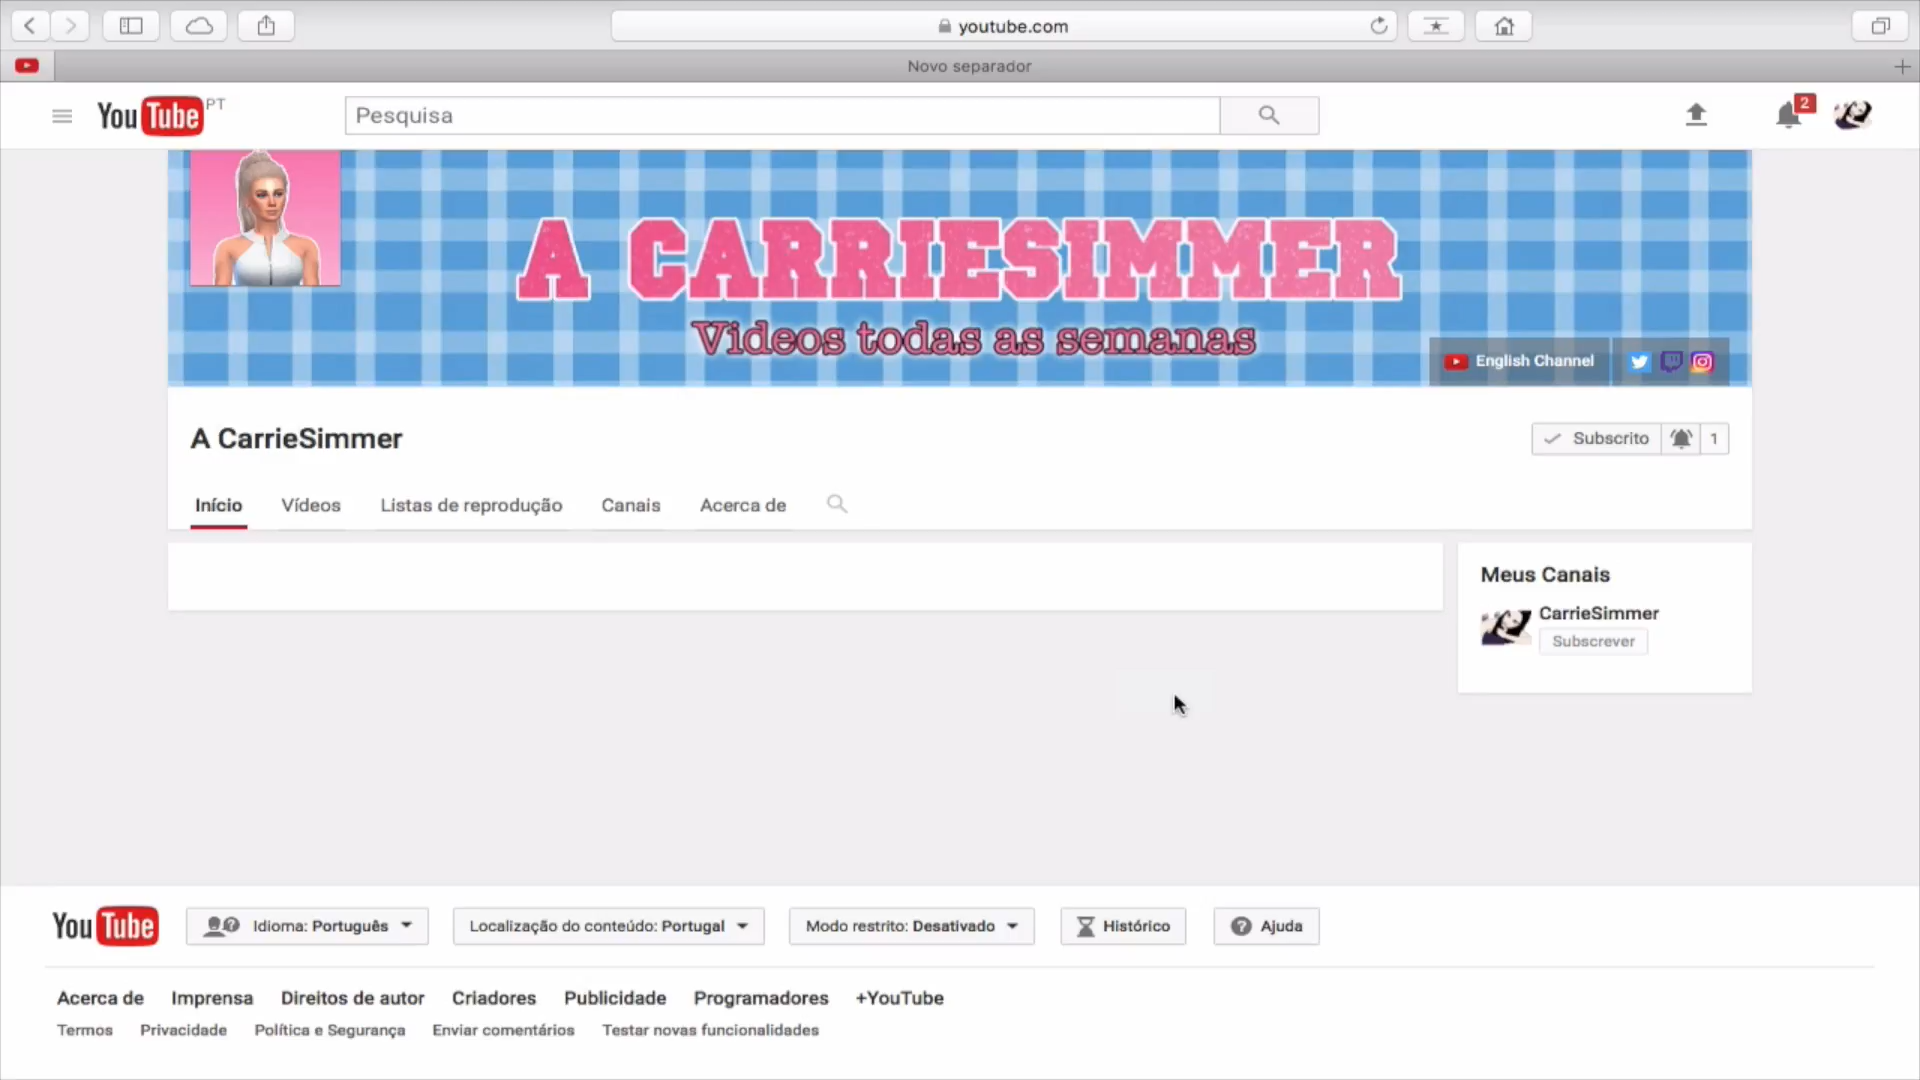 youtube.com
Novo separador
YouTube PT
Pesquisa
2
A CARRIESIMMER
Videos todas as semanas
English Channel
A CarrieSimmer
Subscrito 1
Início Vídeos Listas de reprodução Canais Acerca de
Meus Canais
CarrieSimmer
Subscrever
YouTube Idioma: Português Localização do conteúdo: Portugal Modo restrito: Desativado Histórico Ajuda
Acerca de Imprensa Direitos de autor Criadores Publicidade Programadores +YouTube
Termos Privacidade Política e Segurança Enviar comentários Testar novas funcionalidades